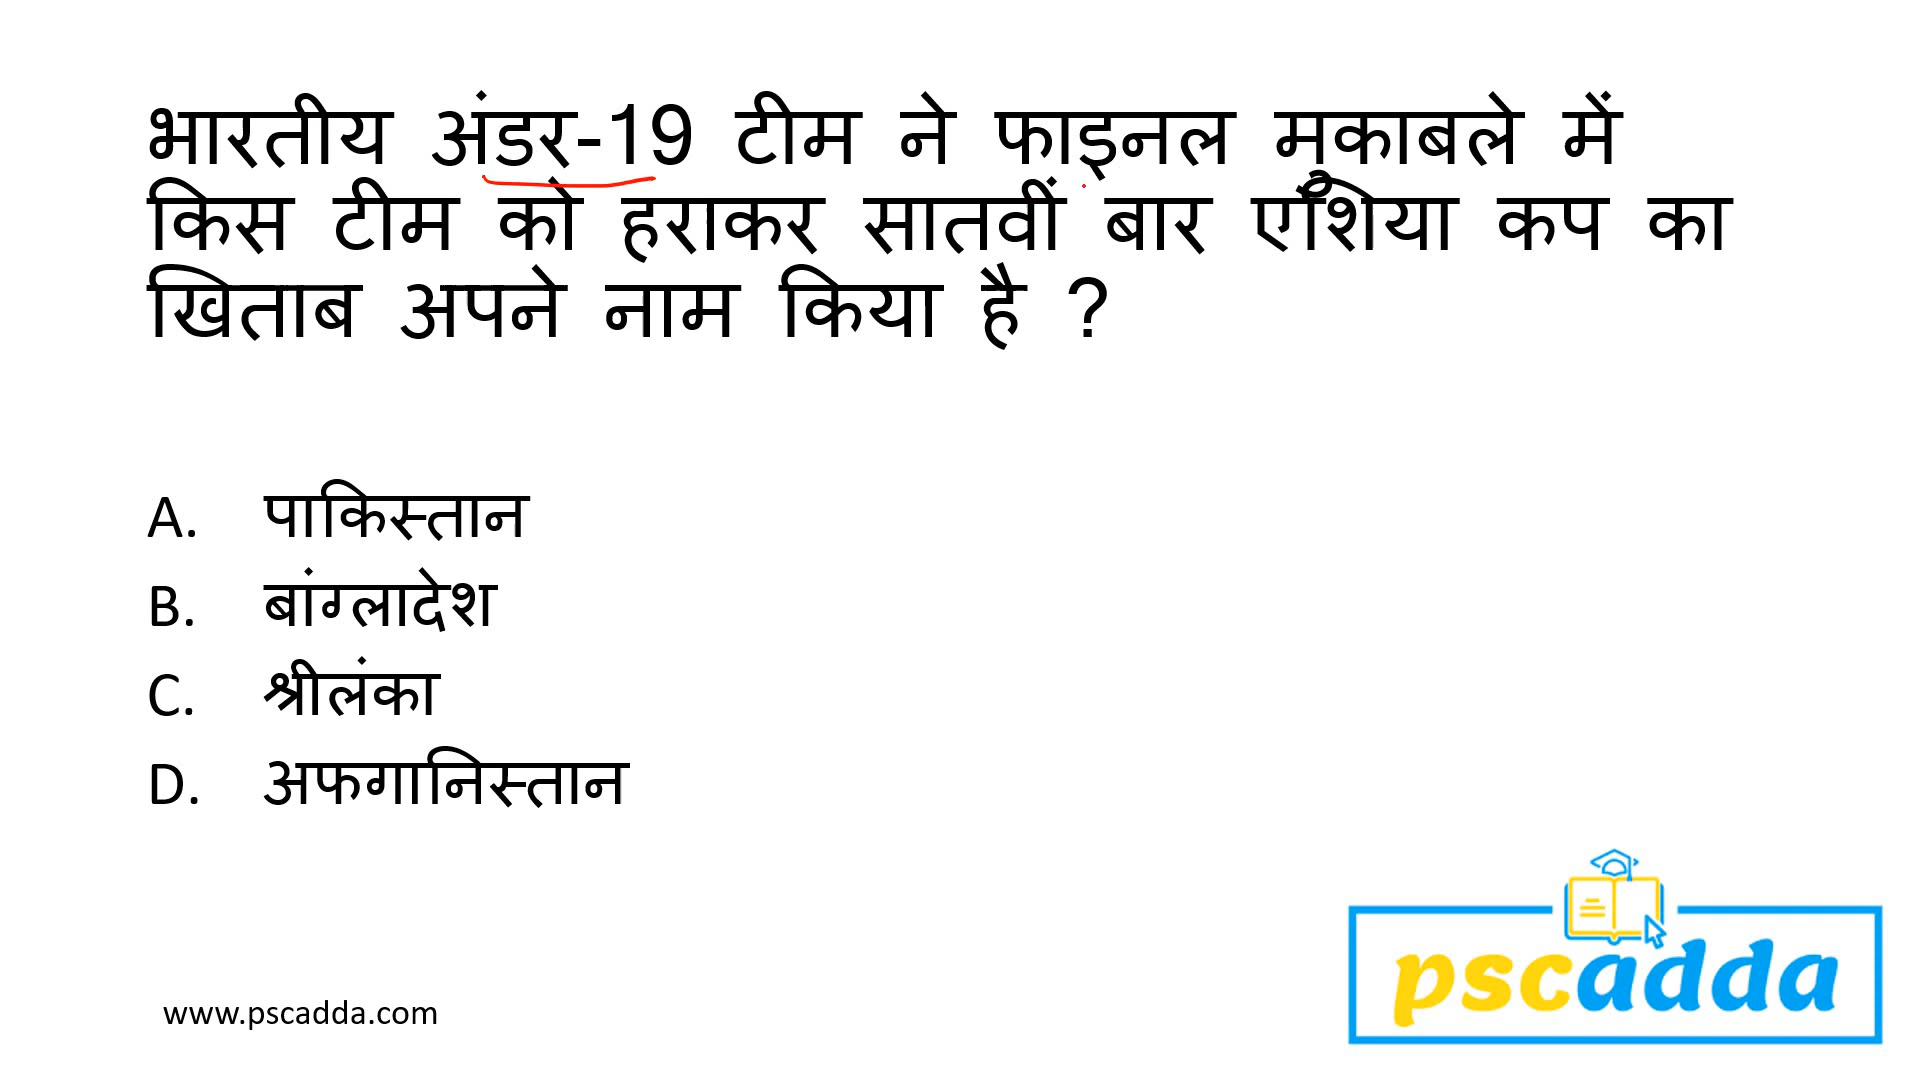 भारतीय अंडर-19 टीम ने फाइनल मुकाबले में
किस टीम को हराकर सातवीं बार एशिया कप का
खिताब अपने नाम किया है ?
A. पाकिस्तान
B. बांग्लादेश
C. श्रीलंका
D. अफगानिस्तान
www.pscadda.com
pscadda